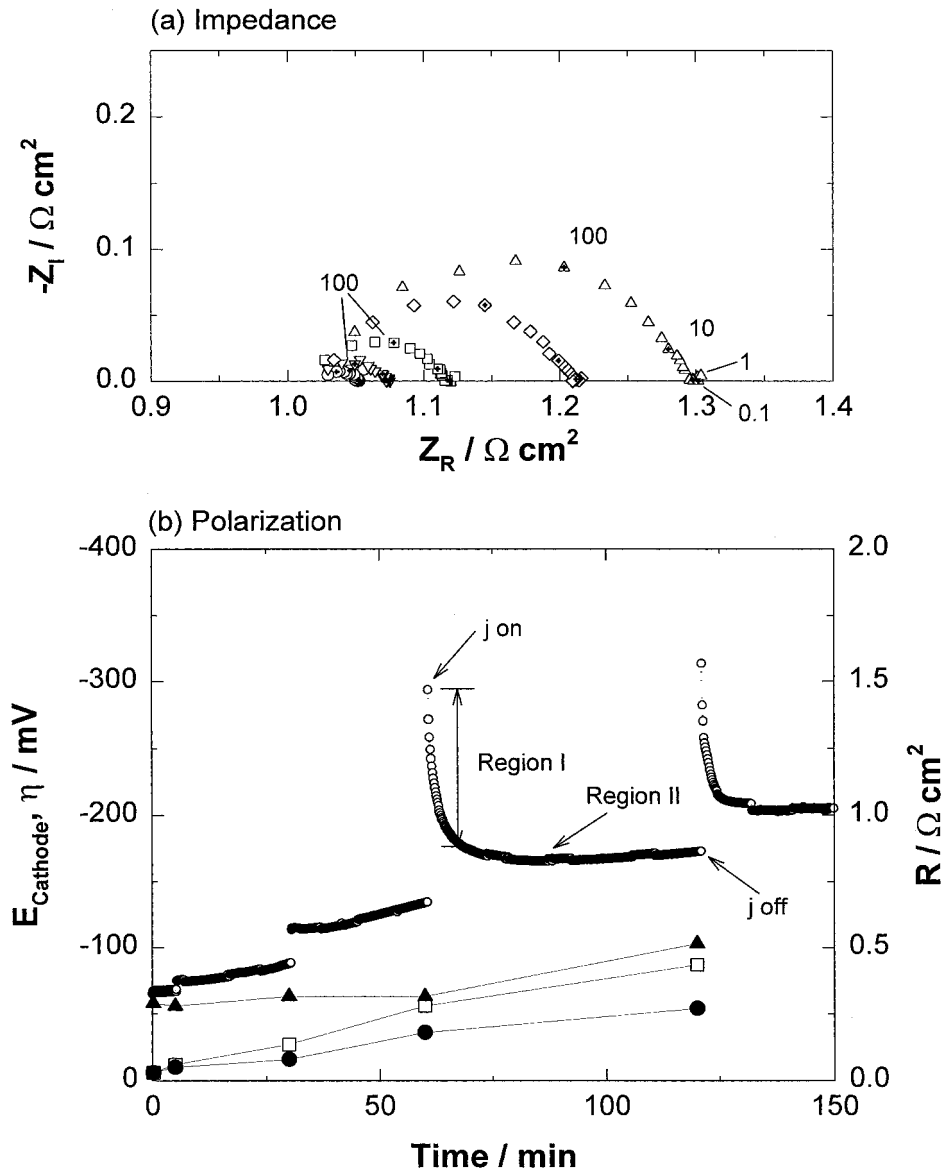 (a) Impedance
0.2
-Z_I / Ω cm²
0.1
0.0
100
100
10
1
0.1
0.9 1.0 1.1 1.2 1.3 1.4
Z_R / Ω cm²
(b) Polarization
-400 2.0
-300 1.5
-200 1.0
-100 0.5
0 0.0
E_Cathode, η / mV
R / Ω cm²
j on
Region I
Region II
j off
0 50 100 150
Time / min